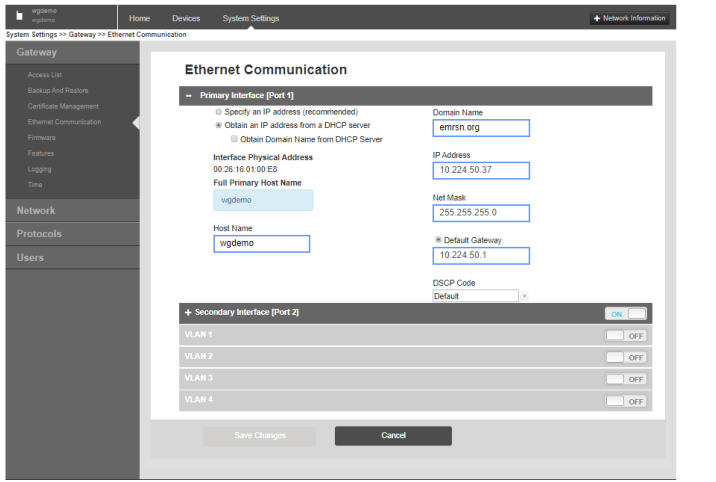 wgdemo
wgdemo
Home Devices System Settings
+ Network Information
System Settings >> Gateway >> Ethernet Communication
Gateway
Access List
Backup And Restore
Certificate Management
Ethernet Communication
Firmware
Features
Logging
Time
Network
Protocols
Users
Ethernet Communication
− Primary Interface [Port 1]
Specify an IP address (recommended)
Obtain an IP address from a DHCP server
Obtain Domain Name from DHCP Server
Interface Physical Address
00:26:16:01:00:E8
Full Primary Host Name
wgdemo
Host Name
wgdemo
Domain Name
emrsn.org
IP Address
10.224.50.37
Net Mask
255.255.255.0
Default Gateway
10.224.50.1
DSCP Code
Default
+ Secondary Interface [Port 2] ON
VLAN 1 OFF
VLAN 2 OFF
VLAN 3 OFF
VLAN 4 OFF
Save Changes Cancel